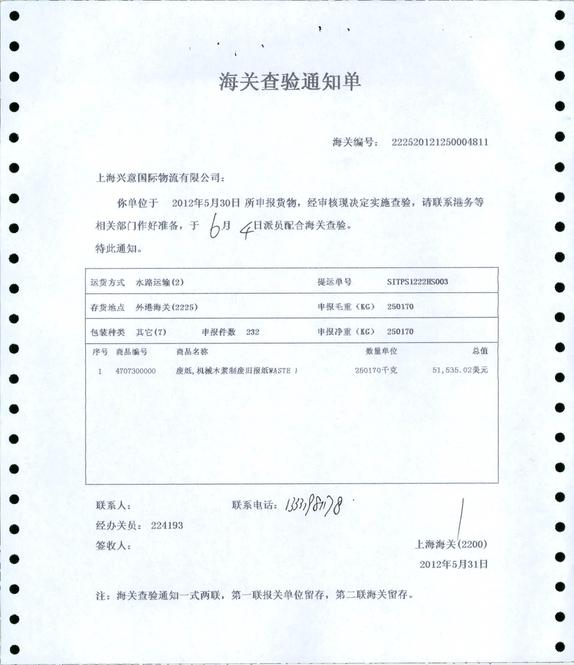 海关查验通知单
海关编号： 222520121250004811
上海兴意国际物流有限公司：
你单位于 2012年5月30日 所申报货物，经审核现决定实施查验，请联系港务等
相关部门作好准备，于 6月 4日派员配合海关查验。
特此通知。
运货方式 水路运输(2) 提运单号 SITPS1222HS003
存货地点 外港海关(2225) 申报毛重（KG） 250170
包装种类 其它(7) 申报件数 232 申报净重（KG） 250170
序号 商品编号 商品名称 数量单位 总值
1 4707300000 废纸,机械木浆制废旧报纸WASTE 250170千克 51,535.02美元
联系人： 联系电话：
经办关员： 224193
签收人： 上海海关(2200)
2012年5月31日
注：海关查验通知一式两联，第一联报关单位留存，第二联海关留存。